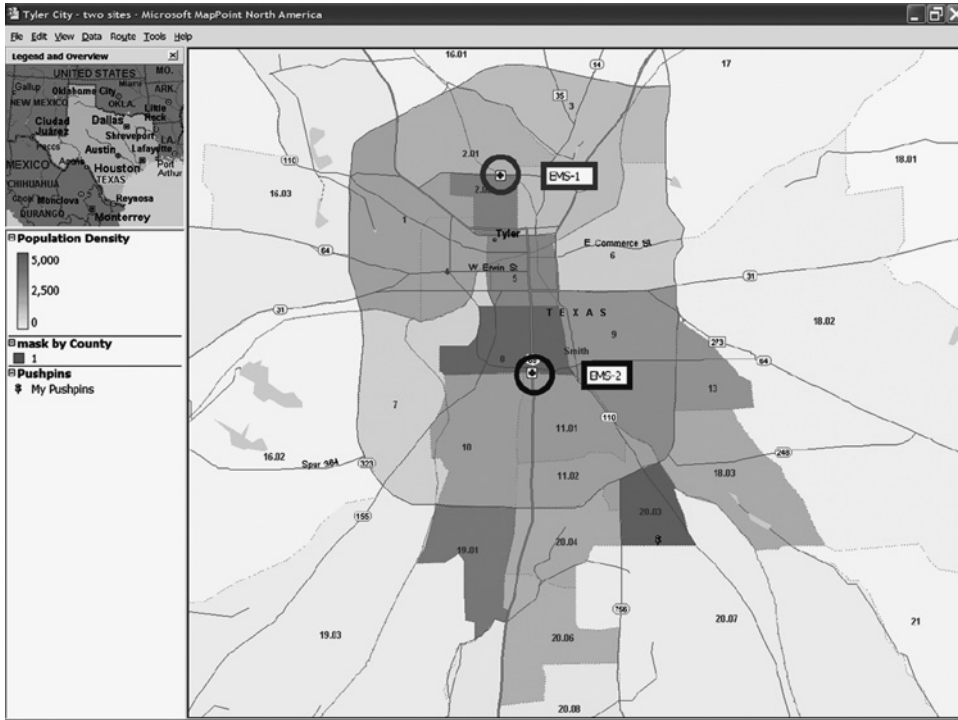 Tyler City - two sites - Microsoft MapPoint North America
File Edit View Data Route Tools Help
Legend and Overview
UNITED STATES
MO.
Gallup
Oklahoma City
Miami
ARK.
NEW MEXICO
OKLA.
Little Rock
Ciudad Juárez
Dallas
Shreveport
LA.
Pecos
Austin
Lafayette
MEXICO
Houston
Port Arthur
TEXAS
CHIHUAHUA
Monclova
Reynosa
DURANGO
Monterrey
Population Density
5,000
2,500
0
mask by County
1
Pushpins
My Pushpins
16.01
14
17
35
3
2.01
110
18.01
16.03
EMS-1
1
Tyler
E Commerce St
64
6
W Erwin St
5
31
31
TEXAS
18.02
9
273
Smith
8
64
EMS-2
13
7
110
11.01
10
16.02
Spur 364
323
248
11.02
18.03
155
20.03
19.01
20.04
256
19.03
20.07
21
20.06
20.08